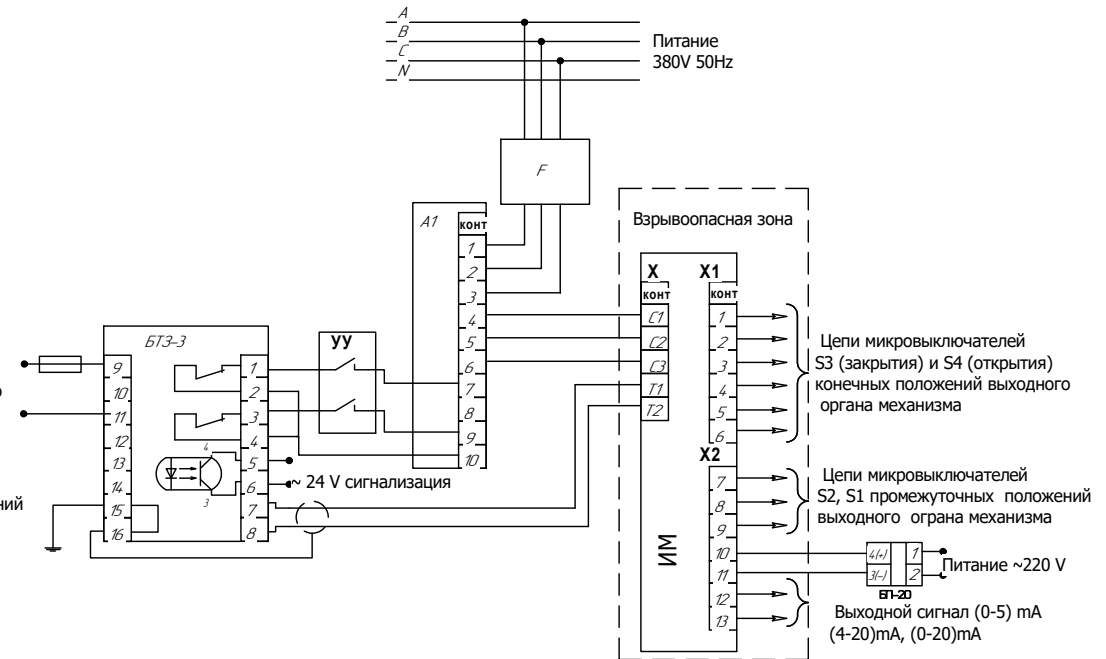 A
B
C
N
Питание
380V 50Hz
F
A1
конт
1
2
3
4
5
6
7
8
9
10
Взрывоопасная зона
X
конт
C1
C2
C3
T1
T2
X1
конт
1
2
3
4
5
6
X2
7
8
9
10
11
12
13
ИМ
Цепи микровыключателей
S3 (закрытия) и S4 (открытия)
конечных положений выходного
органа механизма
Цепи микровыключателей
S2, S1 промежуточных положений
выходного ограна механизма
4(+)
1
3(-)
2
БП-20
Питание ~220 V
Выходной сигнал (0-5) mA
(4-20)mA, (0-20)mA
БТЗ-3
9
10
11
12
13
14
15
16
1
2
3
4
5
6
7
8
4
3
УУ
~ 24 V сигнализация
ний